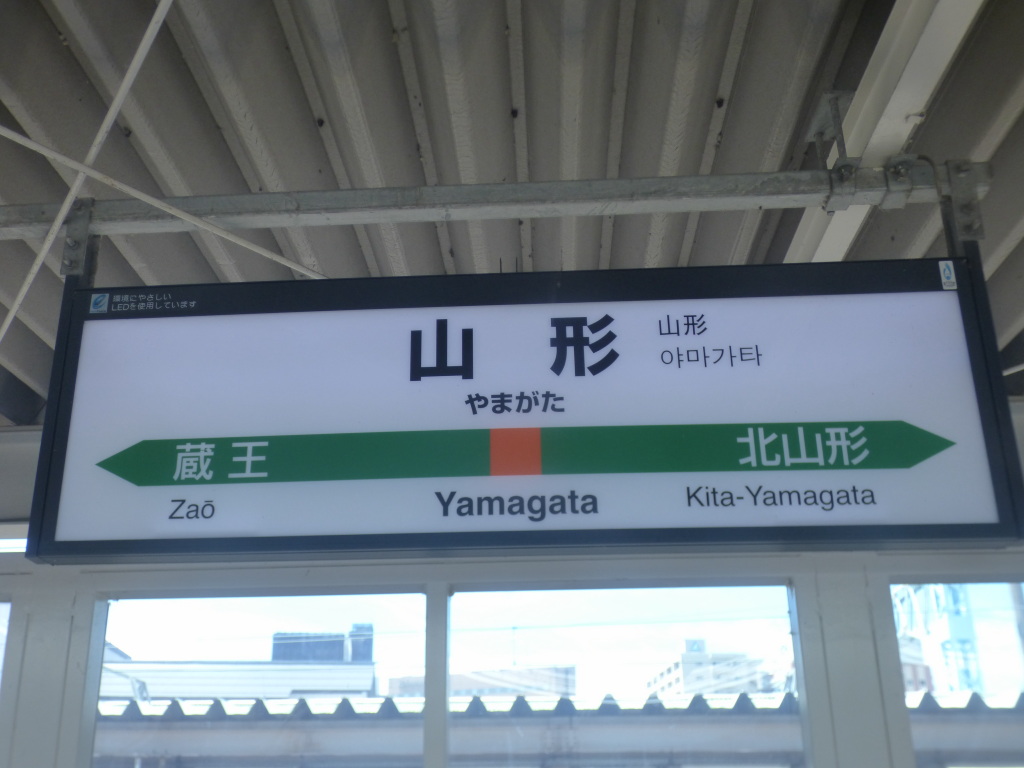 環境にやさしい
LEDを使用しています
山形
山形
야마가타
やまがた
蔵王
北山形
Zaō
Yamagata
Kita-Yamagata